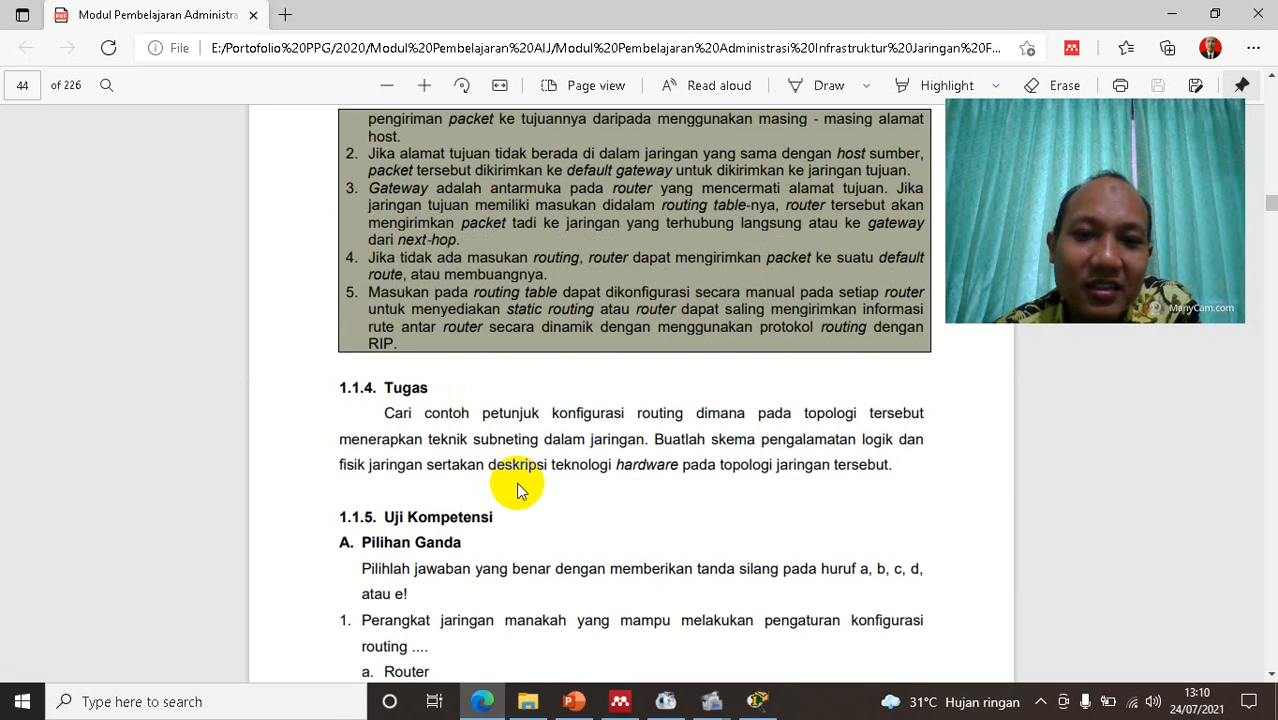 Modul Pembelajaran Administra
File
E:/Portofolio%20PPG/2020/Modul%20Pembelajaran%20AIJ/Modul%20Pembelajaran%20Administrasi%20Infrastruktur%20Jaringan%20F...
44 of 226
Page view
Read aloud
Draw
Highlight
Erase
pengiriman packet ke tujuannya daripada menggunakan masing - masing alamat
host.
2. Jika alamat tujuan tidak berada di dalam jaringan yang sama dengan host sumber,
packet tersebut dikirimkan ke default gateway untuk dikirimkan ke jaringan tujuan.
3. Gateway adalah antarmuka pada router yang mencermati alamat tujuan. Jika
jaringan tujuan memiliki masukan didalam routing table-nya, router tersebut akan
mengirimkan packet tadi ke jaringan yang terhubung langsung atau ke gateway
dari next-hop.
4. Jika tidak ada masukan routing, router dapat mengirimkan packet ke suatu default
route, atau membuangnya.
5. Masukan pada routing table dapat dikonfigurasi secara manual pada setiap router
untuk menyediakan static routing atau router dapat saling mengirimkan informasi
rute antar router secara dinamik dengan menggunakan protokol routing dengan
RIP.
ManyCam.com
1.1.4. Tugas
Cari contoh petunjuk konfigurasi routing dimana pada topologi tersebut
menerapkan teknik subneting dalam jaringan. Buatlah skema pengalamatan logik dan
fisik jaringan sertakan deskripsi teknologi hardware pada topologi jaringan tersebut.
1.1.5. Uji Kompetensi
A. Pilihan Ganda
Pilihlah jawaban yang benar dengan memberikan tanda silang pada huruf a, b, c, d,
atau e!
1. Perangkat jaringan manakah yang mampu melakukan pengaturan konfigurasi
routing ....
a. Router
Type here to search
31°C Hujan ringan
13:10
24/07/2021